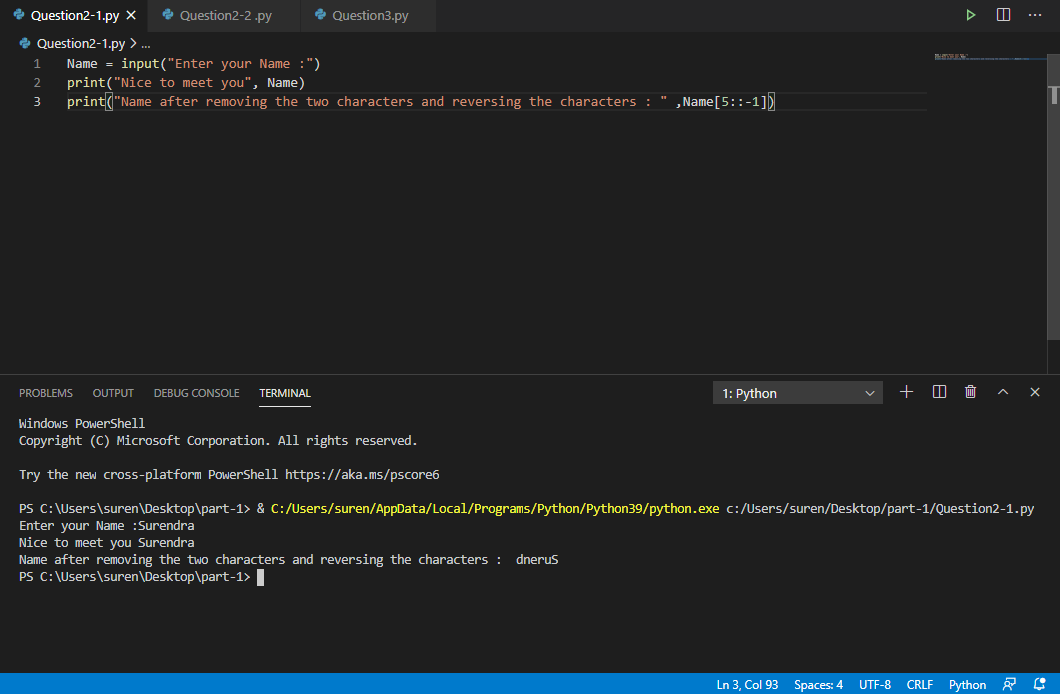 Question2-1.py
Question2-2 .py
Question3.py
Question2-1.py > ...
1 Name = input("Enter your Name :")
2 print("Nice to meet you", Name)
3 print("Name after removing the two characters and reversing the characters : " ,Name[5::-1])
PROBLEMS OUTPUT DEBUG CONSOLE TERMINAL 1: Python
Windows PowerShell
Copyright (C) Microsoft Corporation. All rights reserved.
Try the new cross-platform PowerShell https://aka.ms/pscore6
PS C:\Users\suren\Desktop\part-1> & C:/Users/suren/AppData/Local/Programs/Python/Python39/python.exe c:/Users/suren/Desktop/part-1/Question2-1.py
Enter your Name :Surendra
Nice to meet you Surendra
Name after removing the two characters and reversing the characters :  dneruS
PS C:\Users\suren\Desktop\part-1>
Ln 3, Col 93 Spaces: 4 UTF-8 CRLF Python